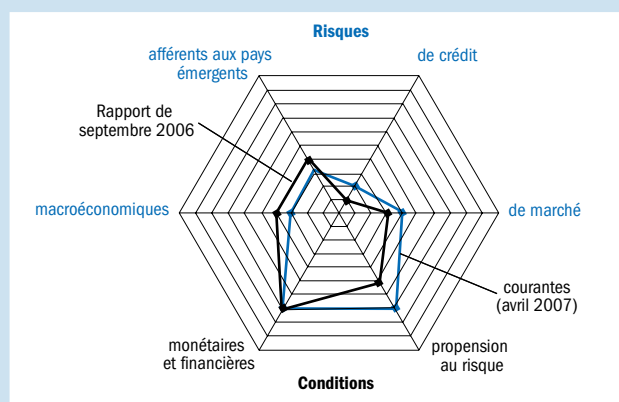 Risques
afférents aux pays
émergents
de crédit
Rapport de
septembre 2006
macroéconomiques
de marché
courantes
(avril 2007)
monétaires
et financières
propension
au risque
Conditions